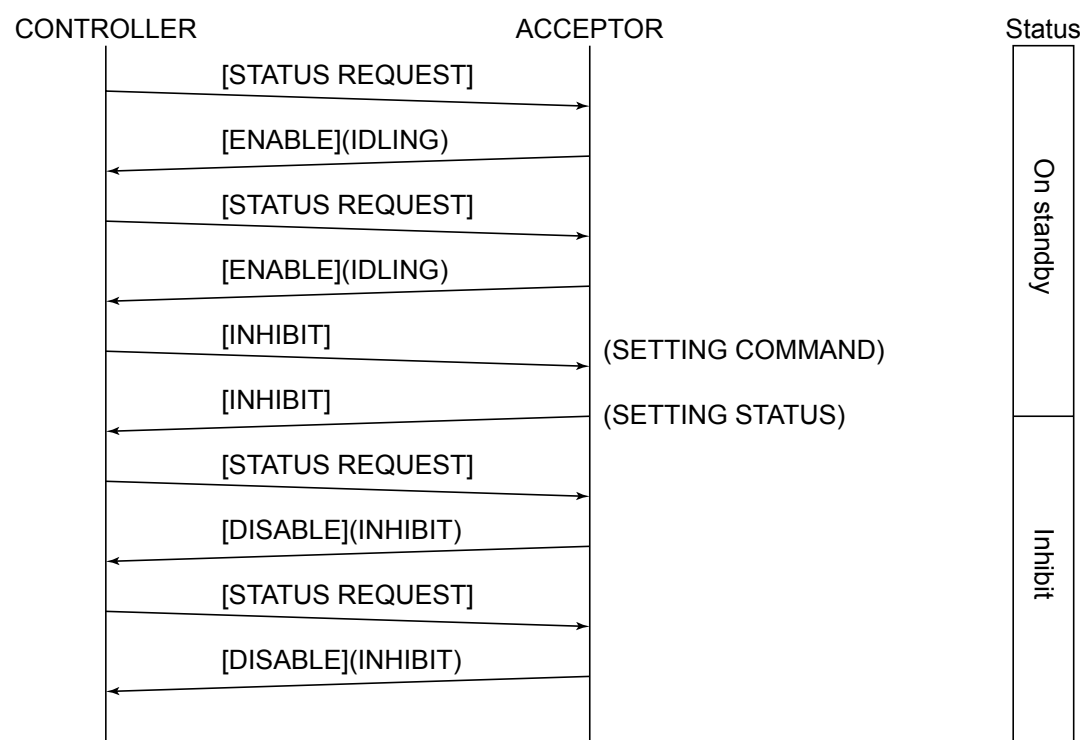 CONTROLLER ACCEPTOR Status
[STATUS REQUEST]
[ENABLE](IDLING)
[STATUS REQUEST]
[ENABLE](IDLING)
On standby
[INHIBIT] (SETTING COMMAND)
[INHIBIT] (SETTING STATUS)
[STATUS REQUEST]
[DISABLE](INHIBIT)
Inhibit
[STATUS REQUEST]
[DISABLE](INHIBIT)